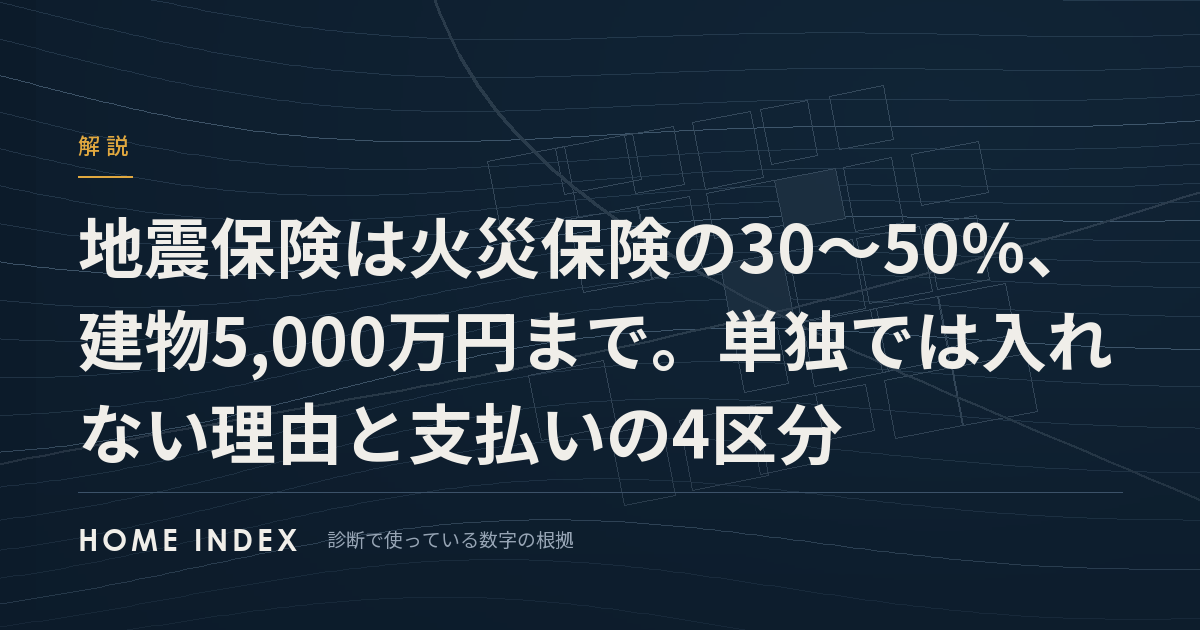 解説
地震保険は火災保険の30〜50%、
建物5,000万円まで。単独では入れ
ない理由と支払いの4区分
HOME INDEX 診断で使っている数字の根拠